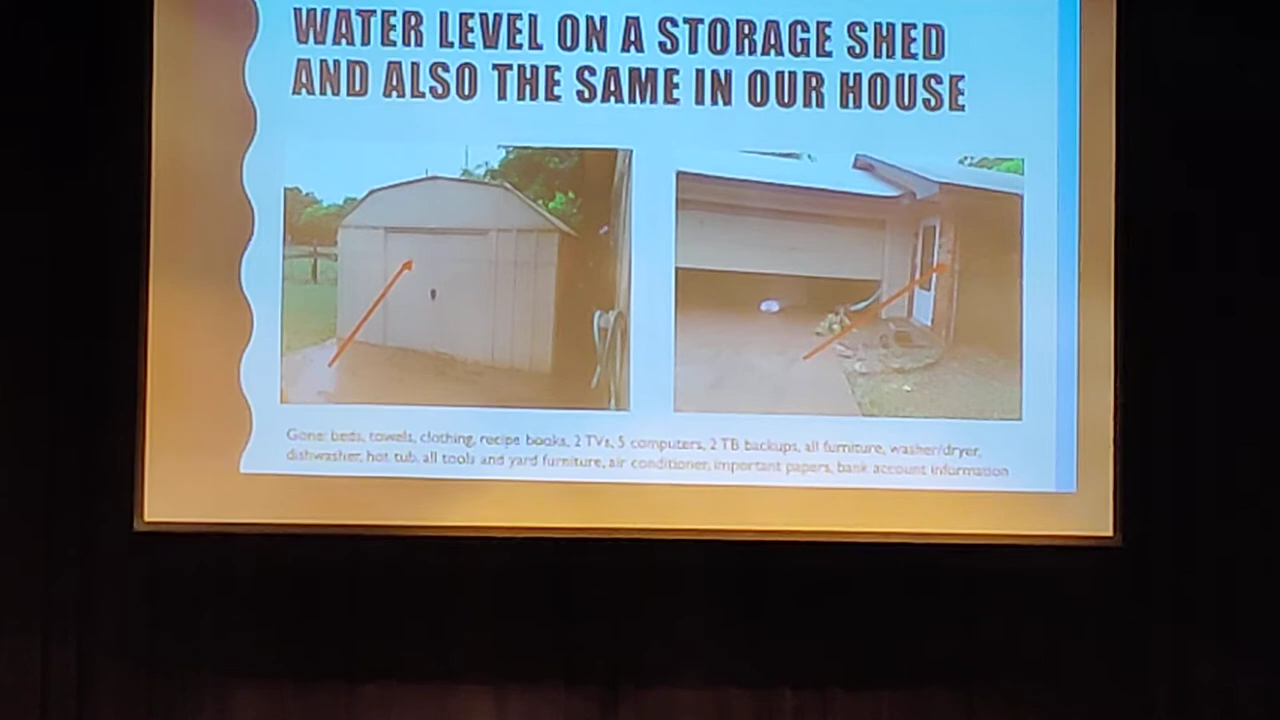 WATER LEVEL ON A STORAGE SHED
AND ALSO THE SAME IN OUR HOUSE
Gone: beds, towels, clothing, recipe books, 2 TVs, 5 computers, 2 TB backups, all furniture, washer/dryer,
dishwasher, hot tub, all tools and yard furniture, air conditioner, important papers, bank account information